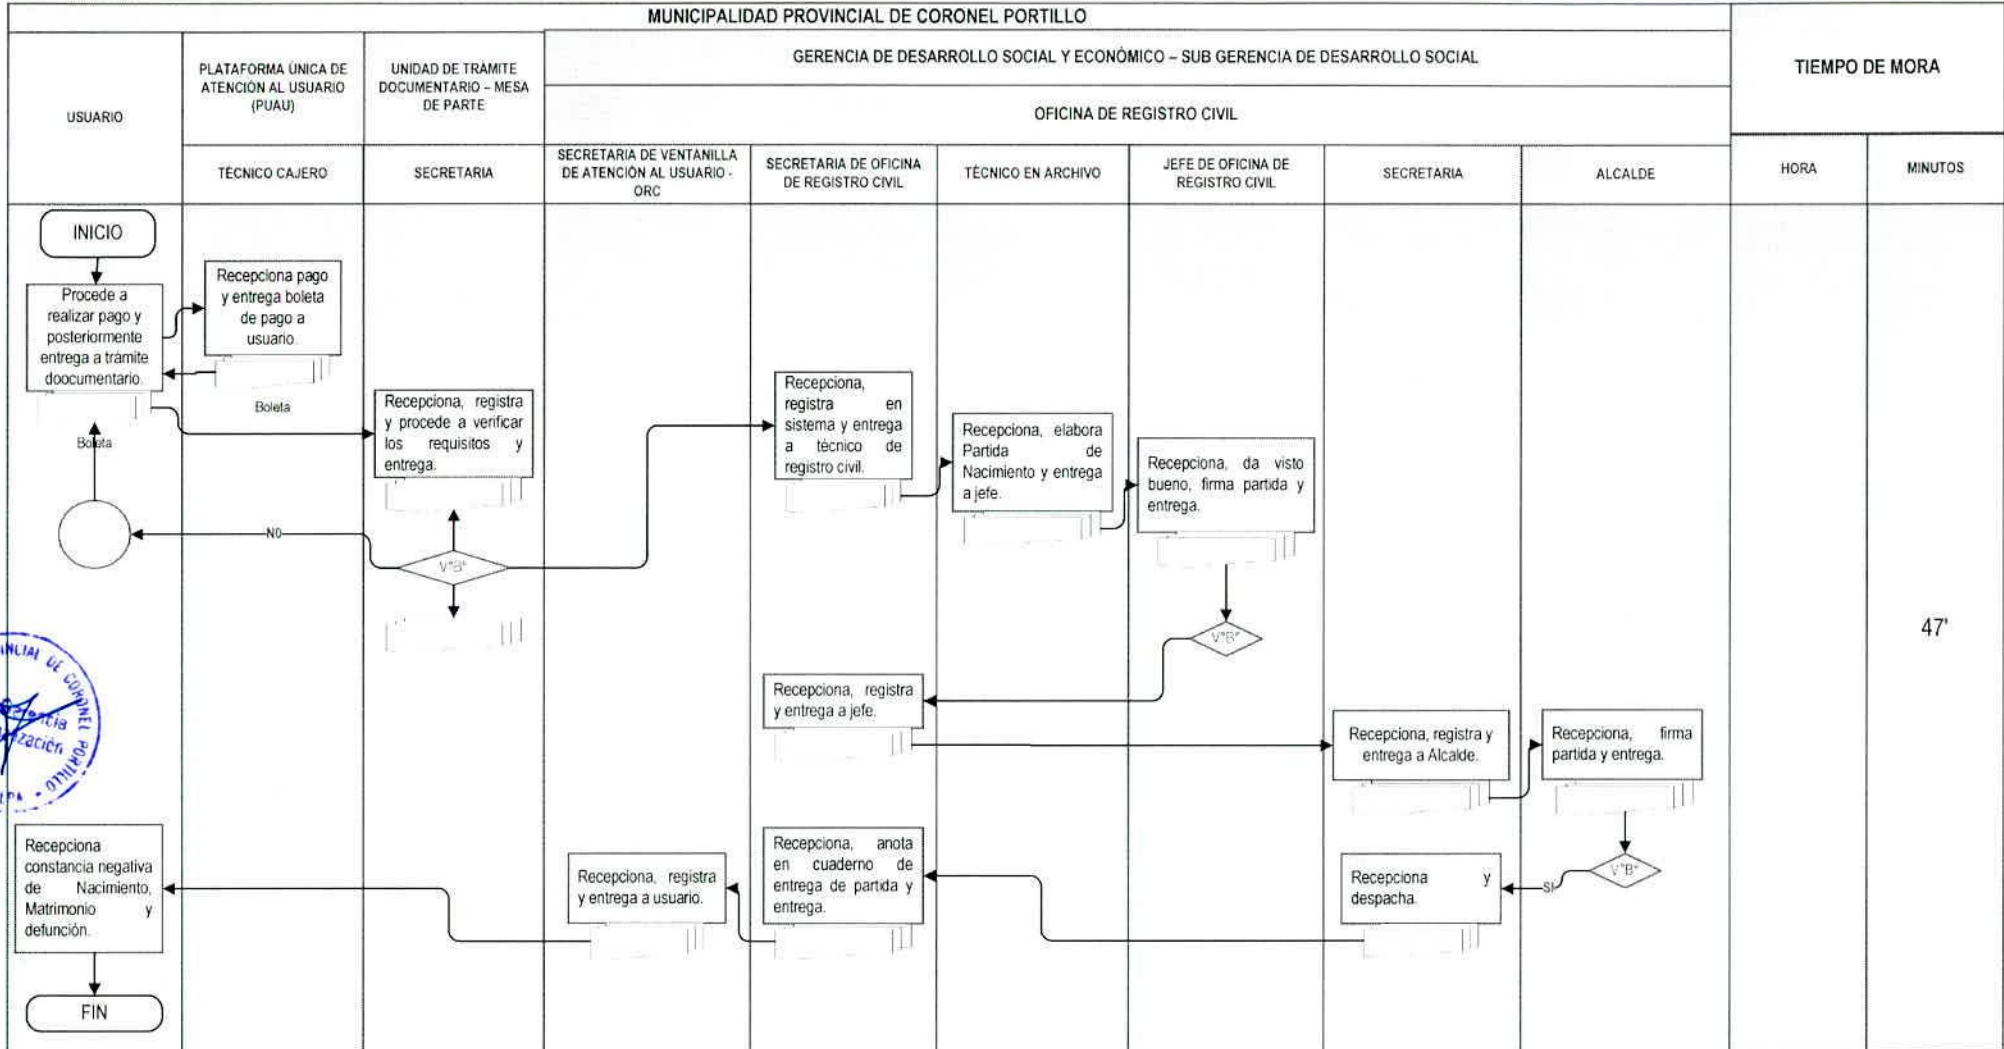 MUNICIPALIDAD PROVINCIAL DE CORONEL PORTILLO
USUARIO
PLATAFORMA ÚNICA DE
ATENCIÓN AL USUARIO
(PUAU)
UNIDAD DE TRÁMITE
DOCUMENTARIO – MESA
DE PARTE
GERENCIA DE DESARROLLO SOCIAL Y ECONÓMICO – SUB GERENCIA DE DESARROLLO SOCIAL
OFICINA DE REGISTRO CIVIL
TIEMPO DE MORA
TÉCNICO CAJERO
SECRETARIA
SECRETARIA DE VENTANILLA
DE ATENCIÓN AL USUARIO -
ORC
SECRETARIA DE OFICINA
DE REGISTRO CIVIL
TÉCNICO EN ARCHIVO
JEFE DE OFICINA DE
REGISTRO CIVIL
SECRETARIA
ALCALDE
HORA
MINUTOS
INICIO
Procede a
realizar pago y
posteriormente
entrega a trámite
doocumentario.
Boleta
Recepciona pago
y entrega boleta
de pago a
usuario.
Boleta
Recepciona, registra
y procede a verificar
los requisitos y
entrega.
NO
V°B°
Recepciona,
registra en
sistema y entrega
a técnico de
registro civil.
Recepciona, elabora
Partida de
Nacimiento y entrega
a jefe.
Recepciona, da visto
bueno, firma partida y
entrega.
V°B°
47'
Recepciona, registra
y entrega a jefe.
Recepciona, registra y
entrega a Alcalde.
Recepciona, firma
partida y entrega.
V°B°
SI
Recepciona y
despacha.
Recepciona, anota
en cuaderno de
entrega de partida y
entrega.
Recepciona, registra
y entrega a usuario.
Recepciona
constancia negativa
de Nacimiento,
Matrimonio y
defunción.
FIN
DE CORONEL PORTILLO